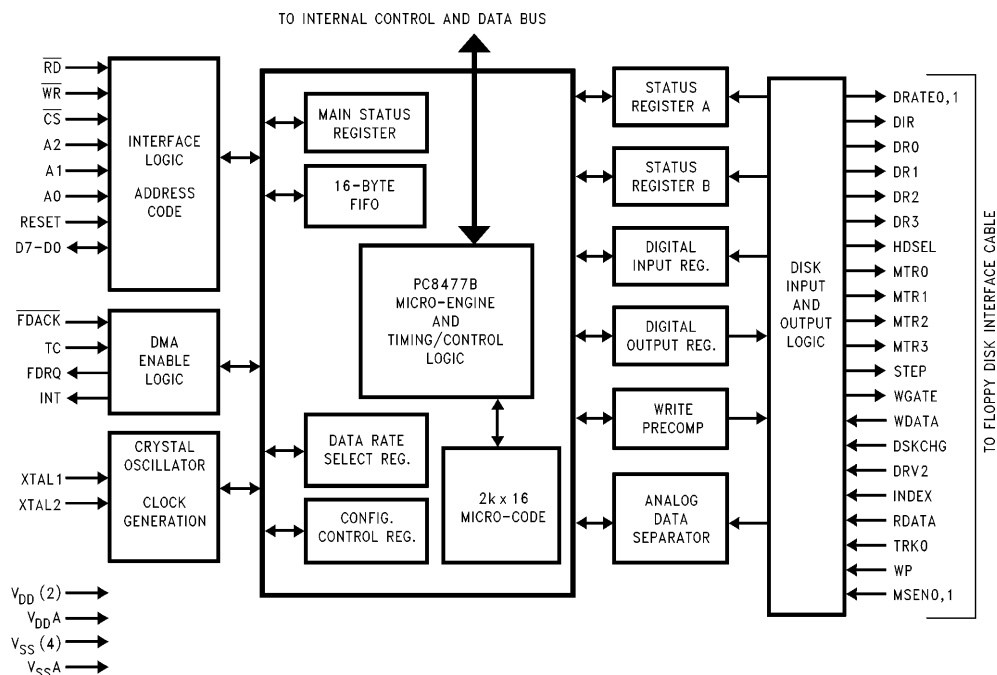 TO INTERNAL CONTROL AND DATA BUS
RD
WR
CS
A2
A1
A0
RESET
D7-D0
INTERFACE
LOGIC
ADDRESS
CODE
FDACK
TC
FDRQ
INT
DMA
ENABLE
LOGIC
XTAL1
XTAL2
CRYSTAL
OSCILLATOR
CLOCK
GENERATION
VDD (2)
VDDA
VSS (4)
VSSA
MAIN STATUS
REGISTER
16-BYTE
FIFO
PC8477B
MICRO-ENGINE
AND
TIMING/CONTROL
LOGIC
DATA RATE
SELECT REG.
CONFIG.
CONTROL REG.
2k x 16
MICRO-CODE
STATUS
REGISTER A
STATUS
REGISTER B
DIGITAL
INPUT REG.
DIGITAL
OUTPUT REG.
WRITE
PRECOMP
ANALOG
DATA
SEPARATOR
DISK
INPUT
AND
OUTPUT
LOGIC
DRATE0,1
DIR
DR0
DR1
DR2
DR3
HDSEL
MTR0
MTR1
MTR2
MTR3
STEP
WGATE
WDATA
DSKCHG
DRV2
INDEX
RDATA
TRK0
WP
MSEN0,1
TO FLOPPY DISK INTERFACE CABLE